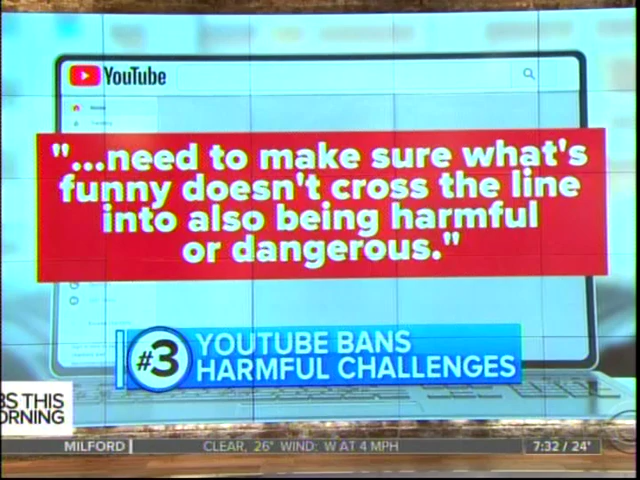 YouTube
"...need to make sure what's
funny doesn't cross the line
into also being harmful
or dangerous."
#3
YOUTUBE BANS
HARMFUL CHALLENGES
BS THIS
ORNING
MILFORD
CLEAR, 26° WIND: W AT 4 MPH
7:32 / 24°